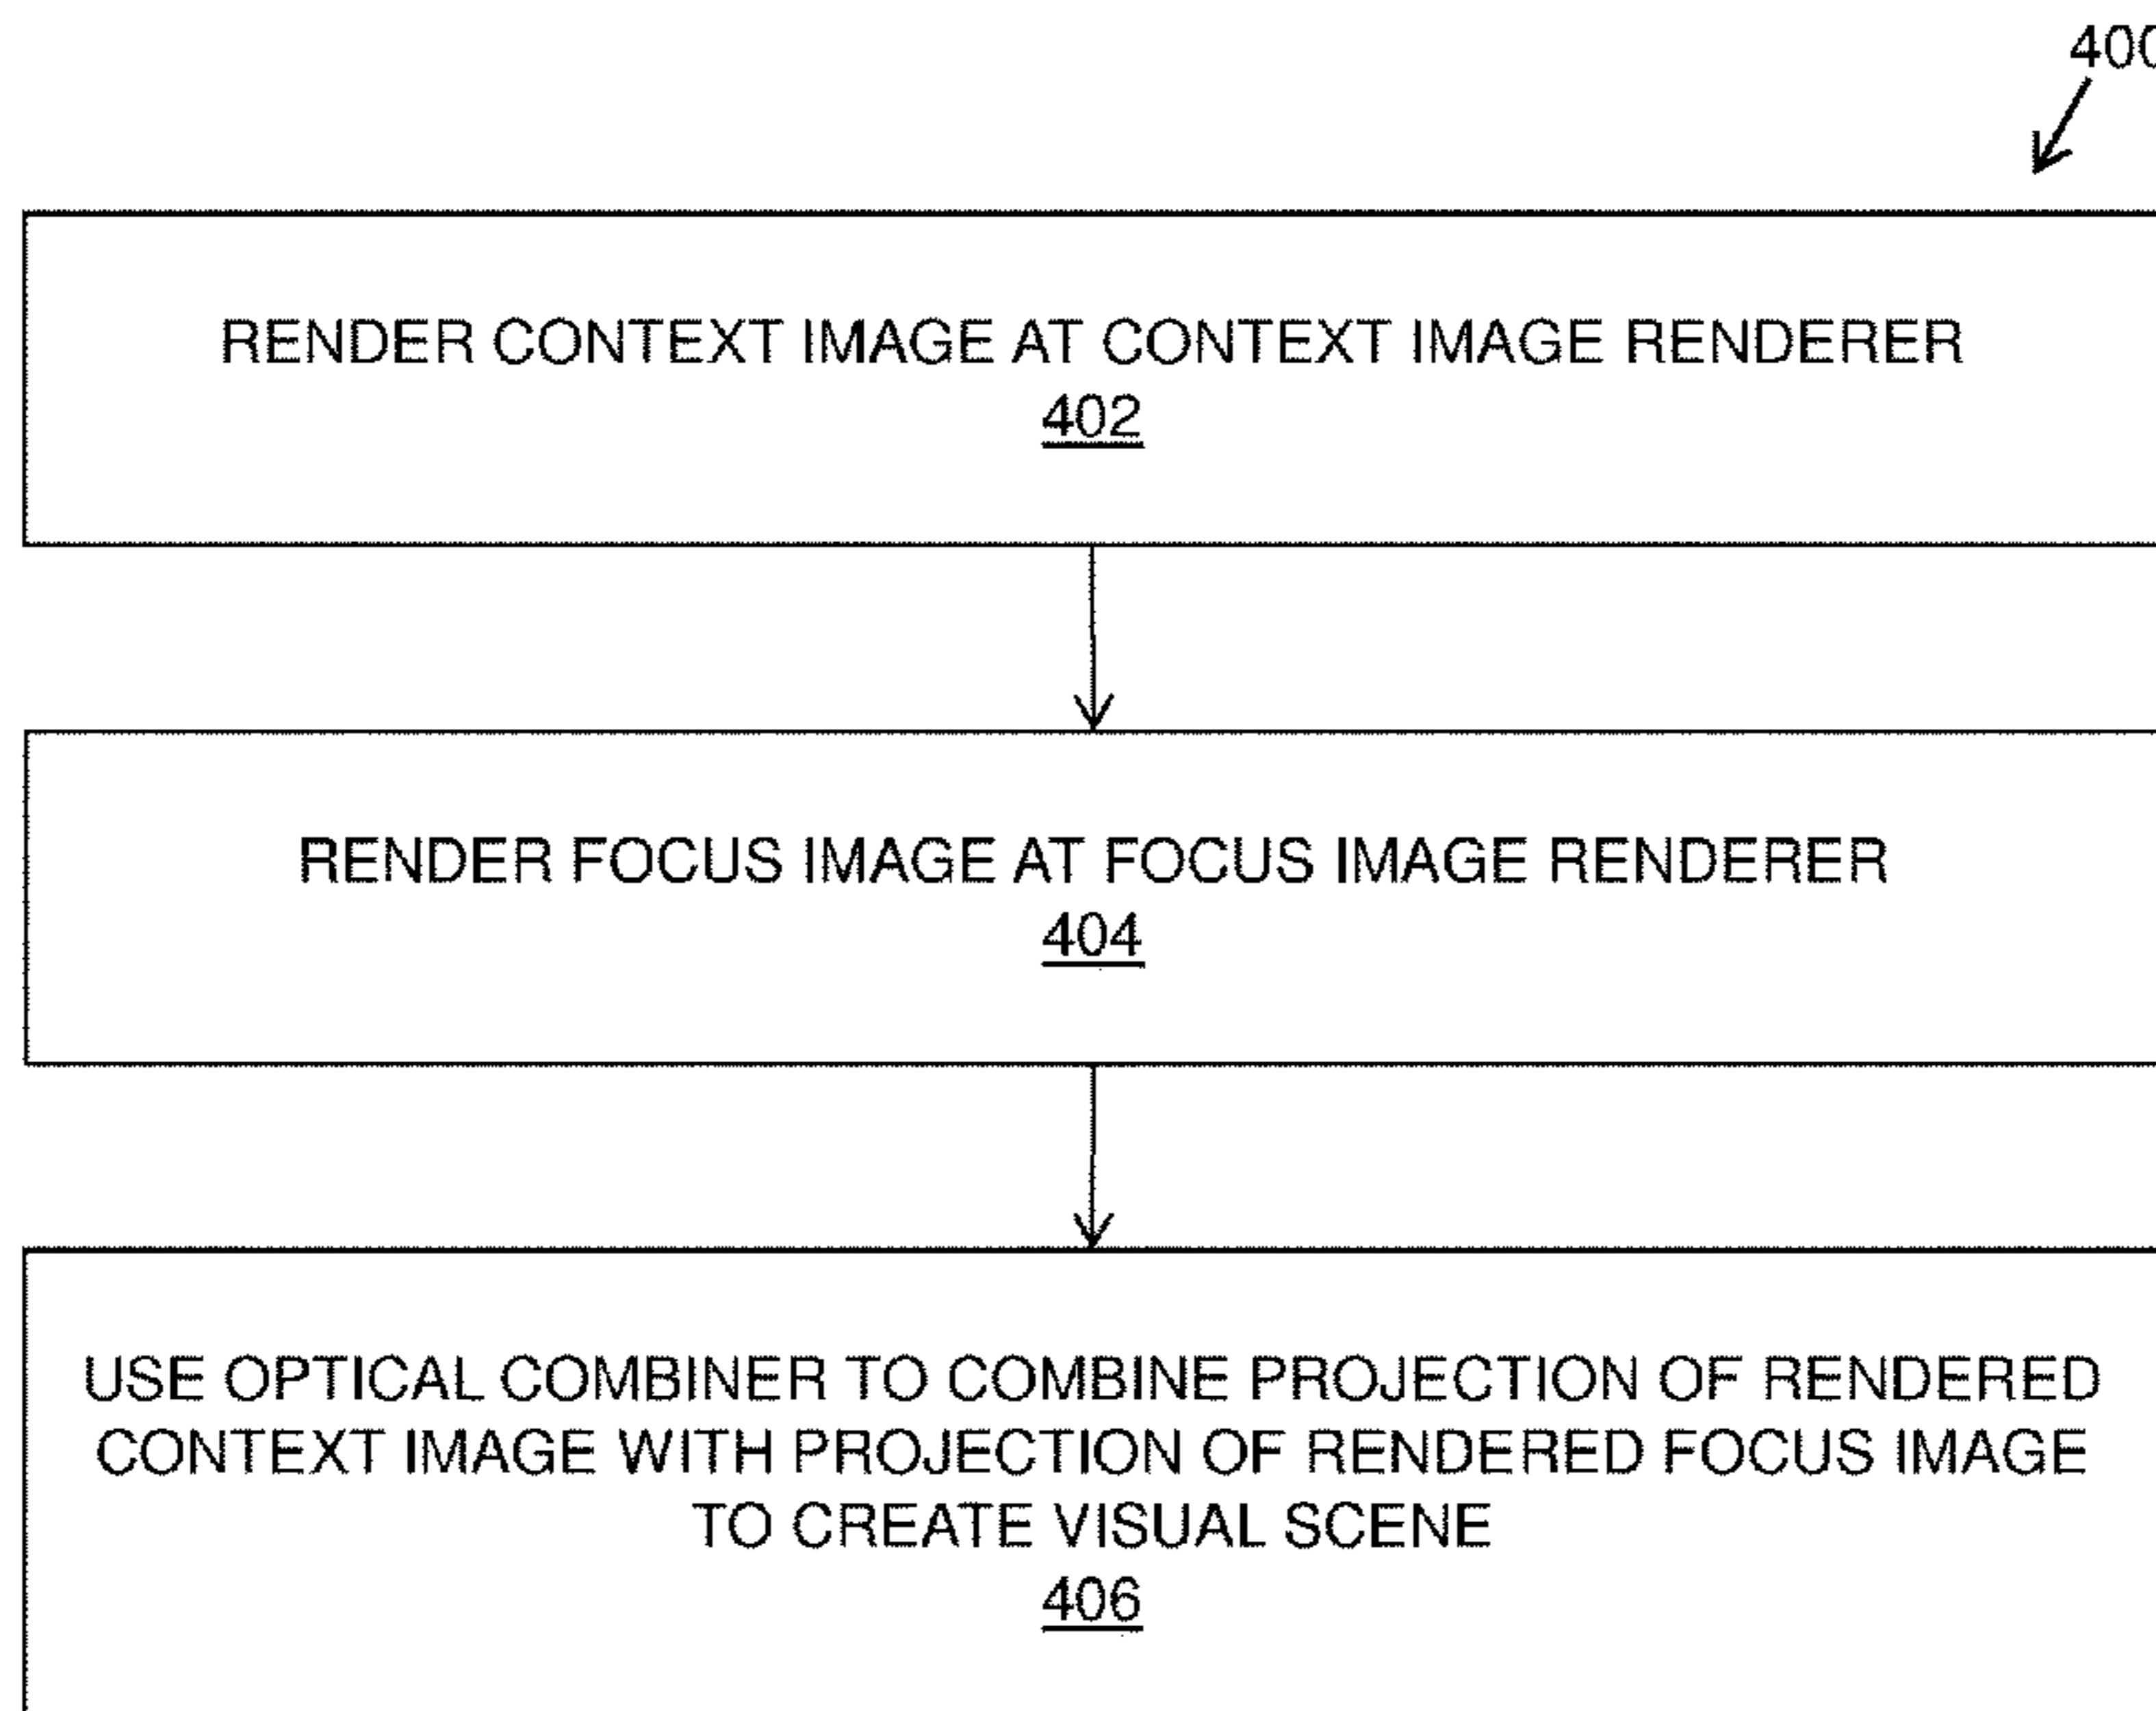 400
RENDER CONTEXT IMAGE AT CONTEXT IMAGE RENDERER
402
RENDER FOCUS IMAGE AT FOCUS IMAGE RENDERER
404
USE OPTICAL COMBINER TO COMBINE PROJECTION OF RENDERED
CONTEXT IMAGE WITH PROJECTION OF RENDERED FOCUS IMAGE
TO CREATE VISUAL SCENE
406